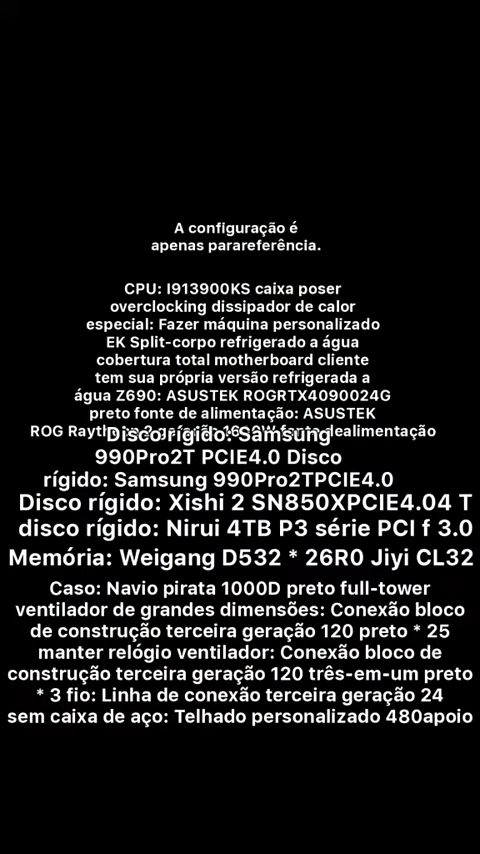 A configuração é
apenas parareferência.
CPU: I913900KS caixa poser
overclocking dissipador de calor
especial: Fazer máquina personalizado
EK Split-corpo refrigerado a água
cobertura total motherboard cliente
tem sua própria versão refrigerada a
água Z690: ASUSTEK ROGRTX4090024G
preto fonte de alimentação: ASUSTEK
ROG fonte dealimentação
Disco rígido: Samsung
990Pro2T PCIE4.0 Disco
rígido: Samsung 990Pro2TPCIE4.0
Disco rígido: Xishi 2 SN850XPCIE4.04 T
disco rígido: Nirui 4TB P3 série PCI f 3.0
Memória: Weigang D532 * 26R0 Jiyi CL32
Caso: Navio pirata 1000D preto full-tower
ventilador de grandes dimensões: Conexão bloco
de construção terceira geração 120 preto * 25
manter relógio ventilador: Conexão bloco de
construção terceira geração 120 três-em-um preto
* 3 fio: Linha de conexão terceira geração 24
sem caixa de aço: Telhado personalizado 480apoio